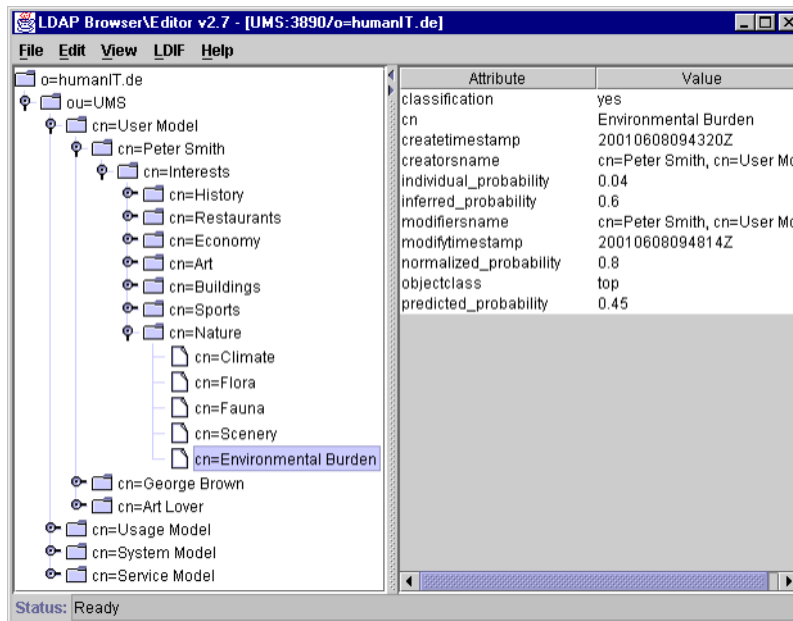 LDAP Browser\Editor v2.7 - [UMS:3890/o=humanIT.de]
File Edit View LDIF Help
o=humanIT.de
ou=UMS
cn=User Model
cn=Peter Smith
cn=Interests
cn=History
cn=Restaurants
cn=Economy
cn=Art
cn=Buildings
cn=Sports
cn=Nature
cn=Climate
cn=Flora
cn=Fauna
cn=Scenery
cn=Environmental Burden
cn=George Brown
cn=Art Lover
cn=Usage Model
cn=System Model
cn=Service Model
Attribute Value
classification yes
cn Environmental Burden
createtimestamp 20010608094320Z
creatorsname cn=Peter Smith, cn=User Mo
individual_probability 0.04
inferred_probability 0.6
modifiersname cn=Peter Smith, cn=User Mo
modifytimestamp 20010608094814Z
normalized_probability 0.8
objectclass top
predicted_probability 0.45
Status: Ready